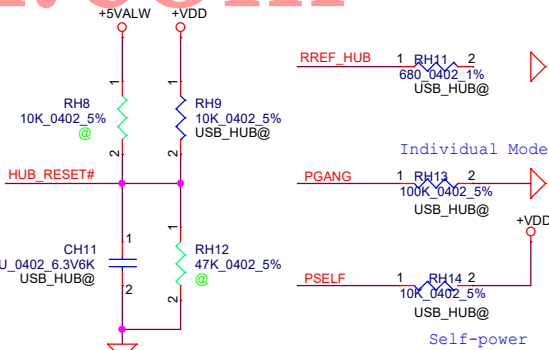 +5VALW +VDD
1 1
RH8
10K_0402_5%
@
RH9
10K_0402_5%
USB_HUB@
2 2
HUB_RESET#
CH11
U_0402_6.3V6K
USB_HUB@
1
2
1
RH12
47K_0402_5%
@
2
RREF_HUB 1 RH11 2
680_0402_1%
USB_HUB@
Individual Mode
PGANG 1 RH13 2
100K_0402_5%
USB_HUB@
+VDD
PSELF 1 RH14 2
10K_0402_5%
USB_HUB@
Self-power